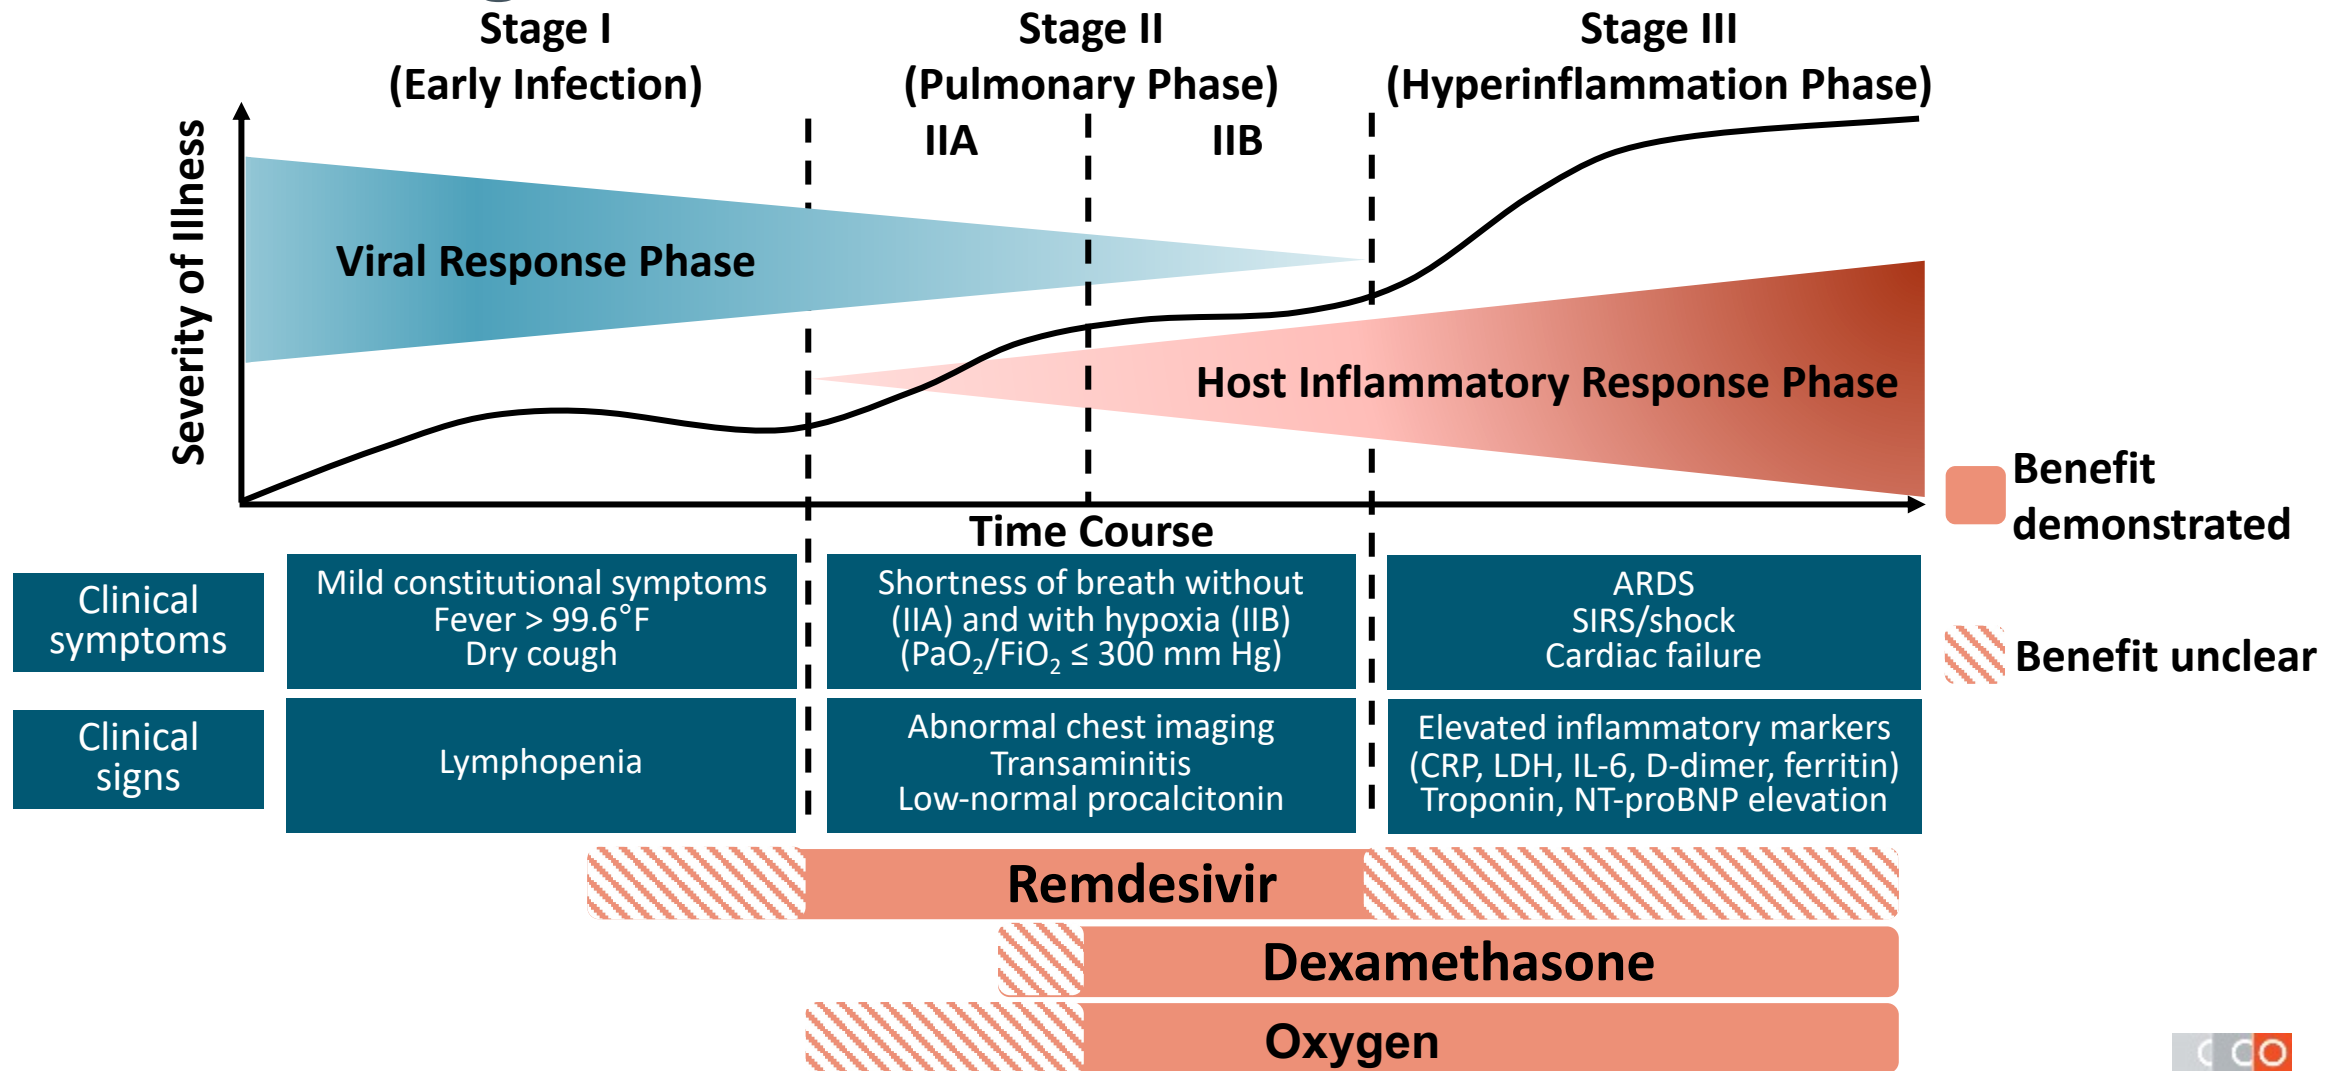 Stage I
(Early Infection)
Stage II
(Pulmonary Phase)
Stage III
(Hyperinflammation Phase)
IIA
IIB
Severity of Illness
Viral Response Phase
Host Inflammatory Response Phase
Time Course
Benefit
demonstrated
Benefit unclear
Clinical
symptoms
Mild constitutional symptoms
Fever > 99.6°F
Dry cough
Shortness of breath without
(IIA) and with hypoxia (IIB)
(PaO₂/FiO₂ ≤ 300 mm Hg)
ARDS
SIRS/shock
Cardiac failure
Clinical
signs
Lymphopenia
Abnormal chest imaging
Transaminitis
Low-normal procalcitonin
Elevated inflammatory markers
(CRP, LDH, IL-6, D-dimer, ferritin)
Troponin, NT-proBNP elevation
Remdesivir
Dexamethasone
Oxygen
CCO